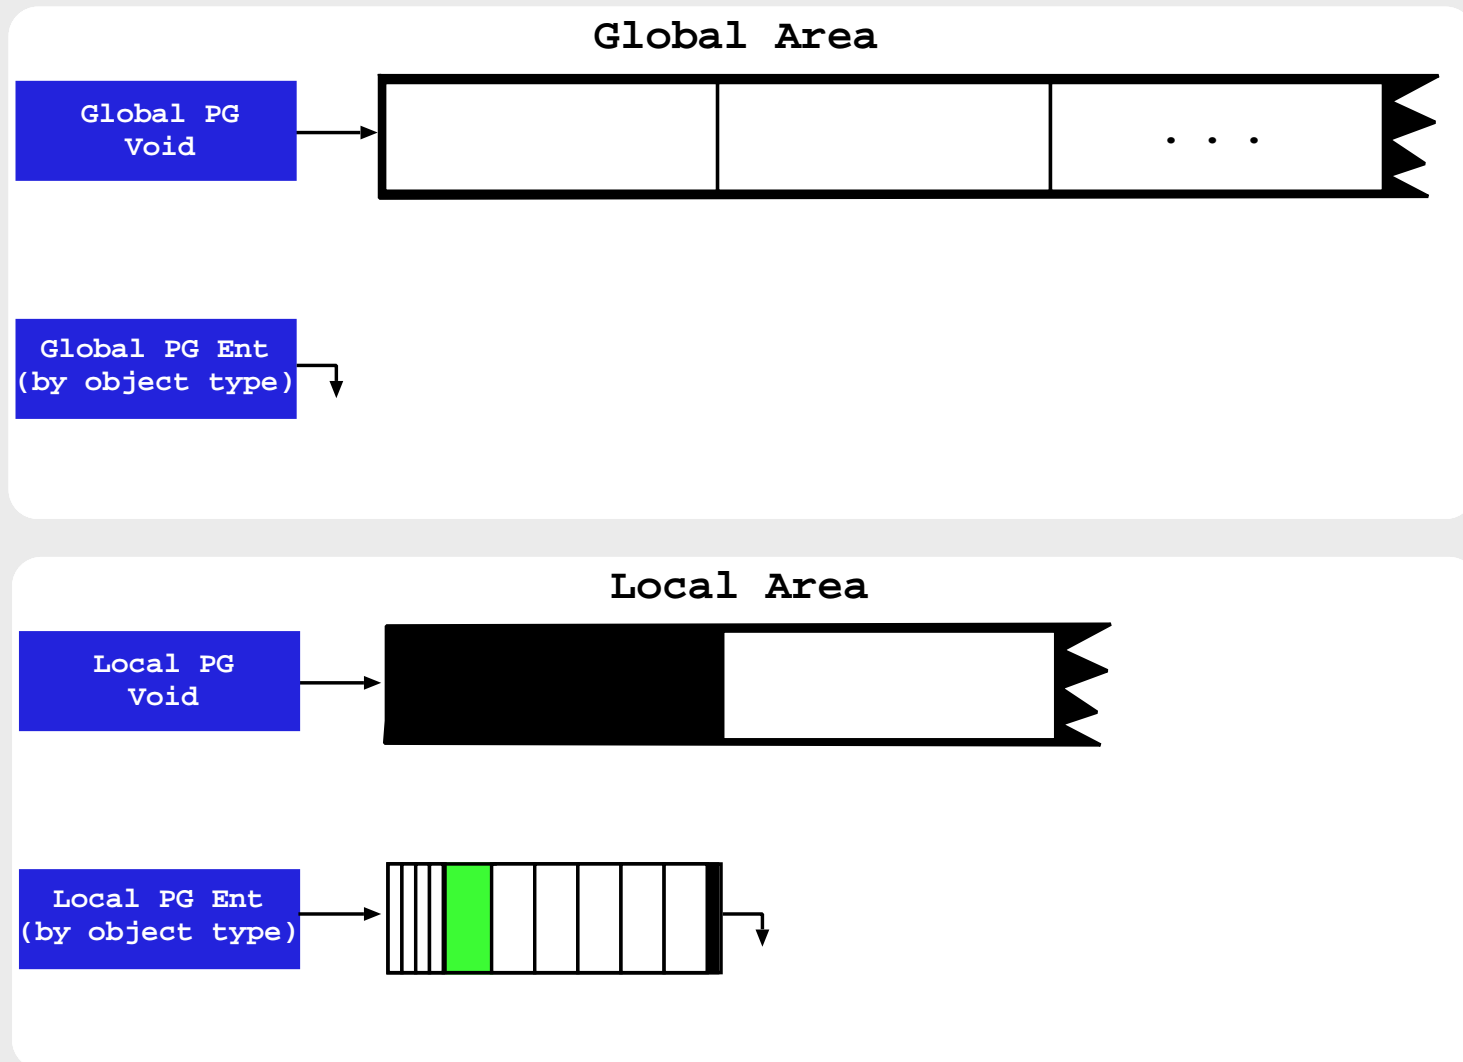 Global Area
Global PG
Void
. . .
Global PG Ent
(by object type)
Local Area
Local PG
Void
Local PG Ent
(by object type)